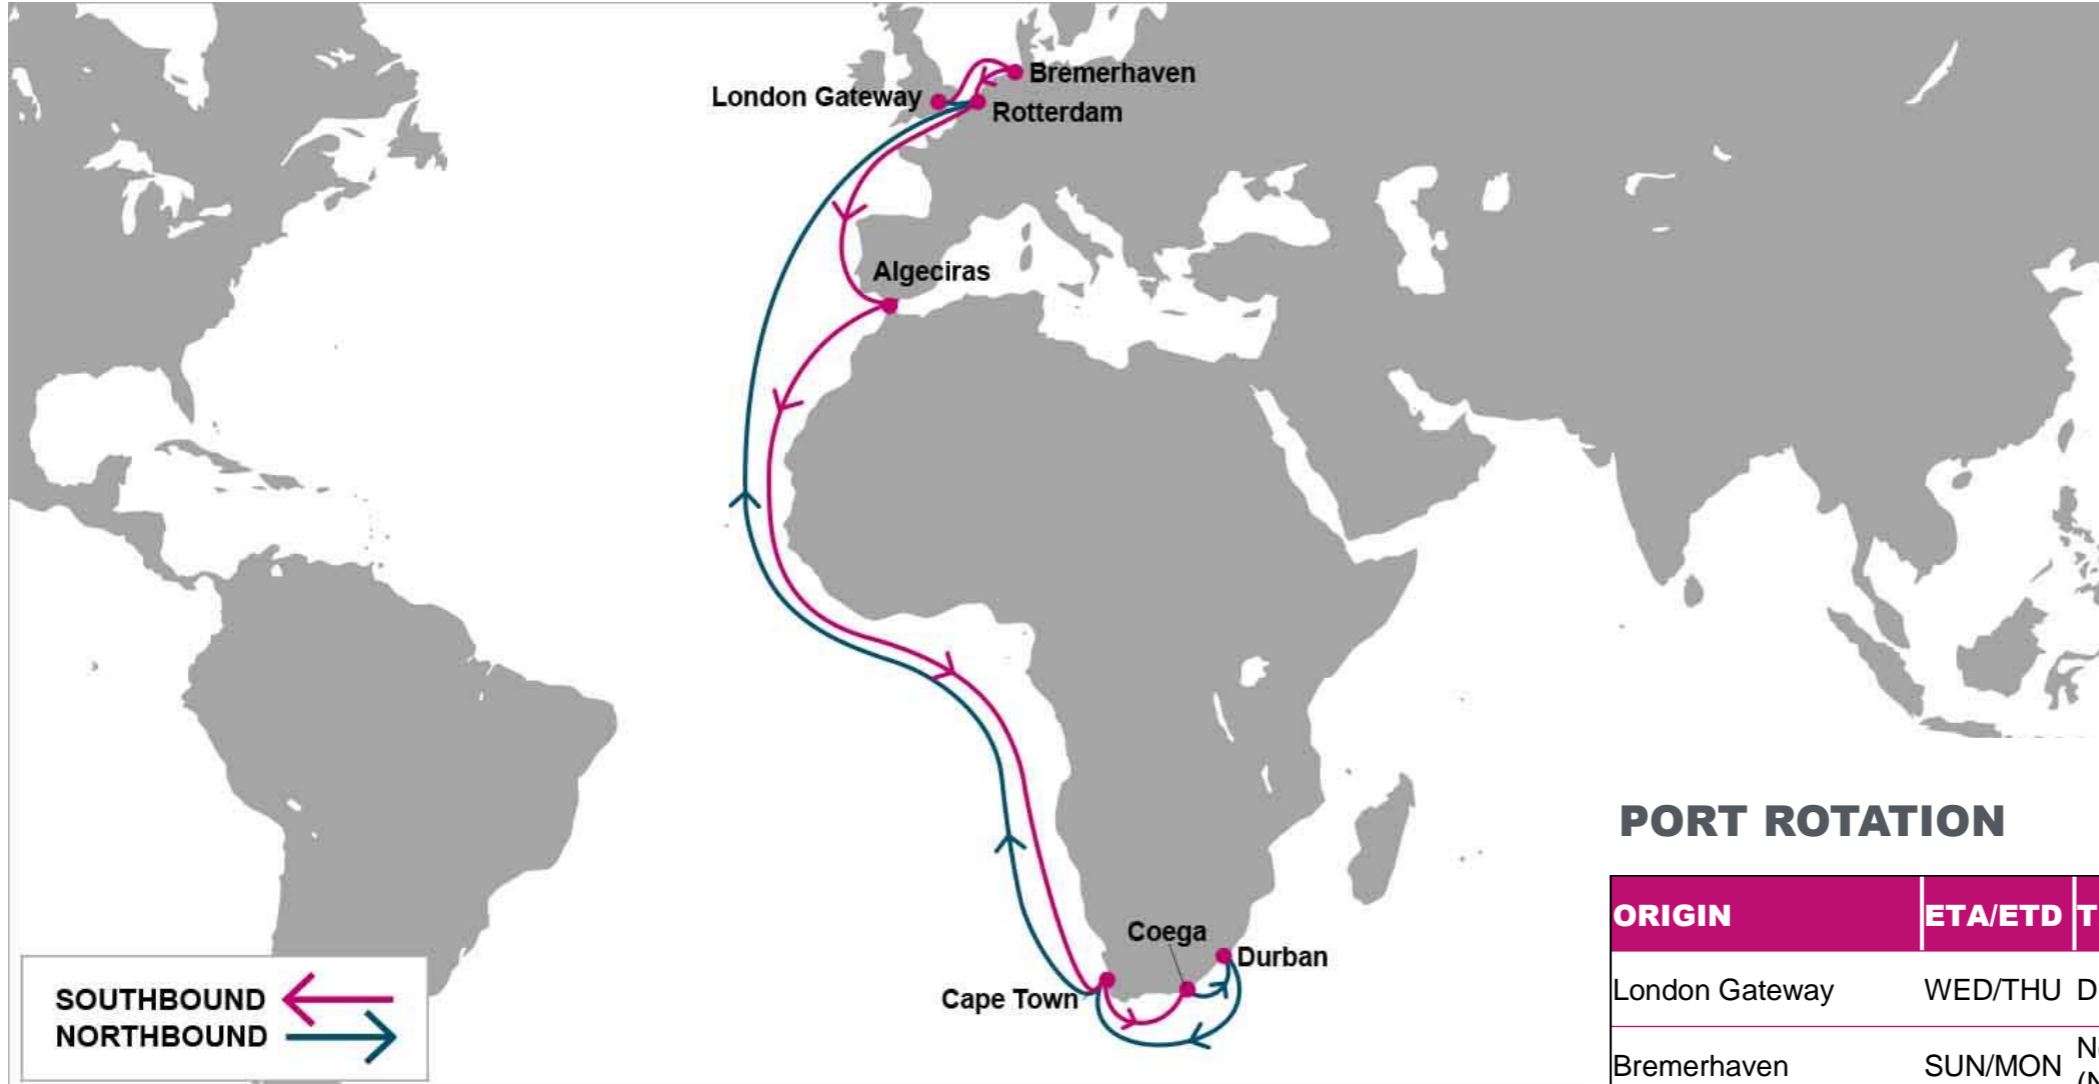 Bremerhaven
London Gateway
Rotterdam
Algeciras
Coega
Durban
Cape Town
SOUTHBOUND
NORTHBOUND
PORT ROTATION
ORIGIN ETA/ETD
London Gateway WED/THU
Bremerhaven SUN/MON